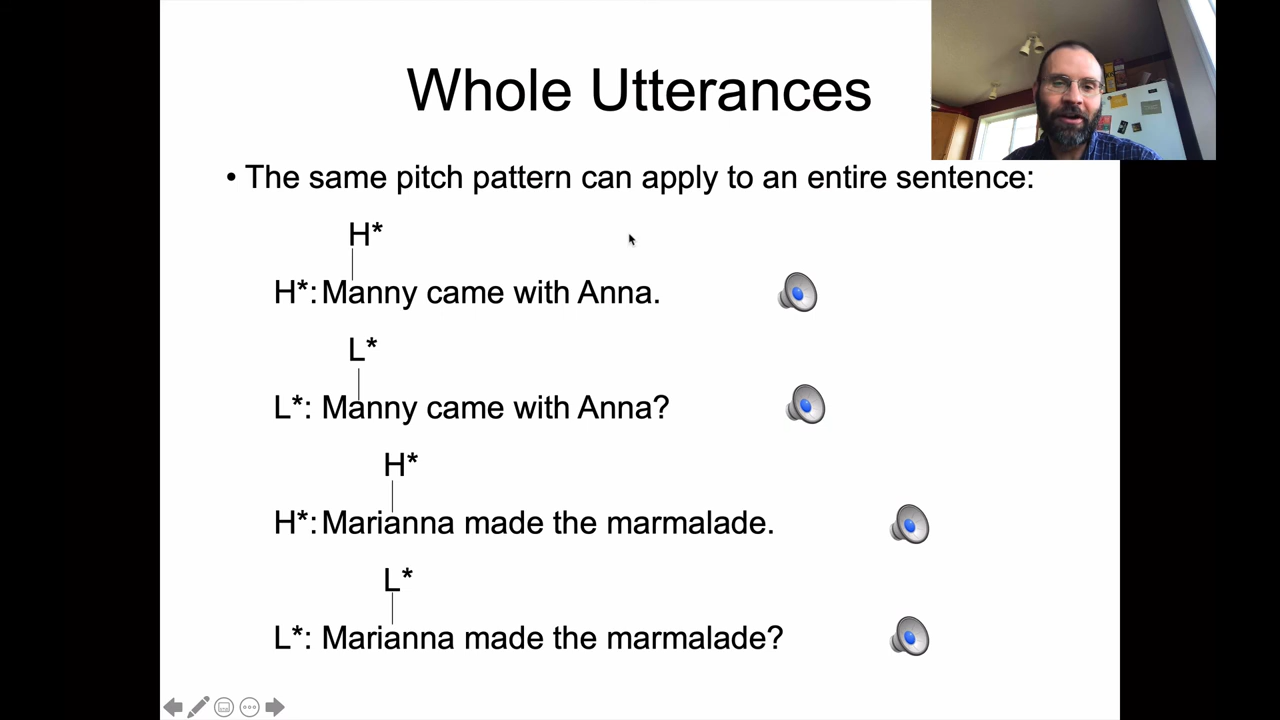 Whole Utterances
• The same pitch pattern can apply to an entire sentence:
H*
H*: Manny came with Anna.
L*
L*: Manny came with Anna?
H*
H*: Marianna made the marmalade.
L*
L*: Marianna made the marmalade?